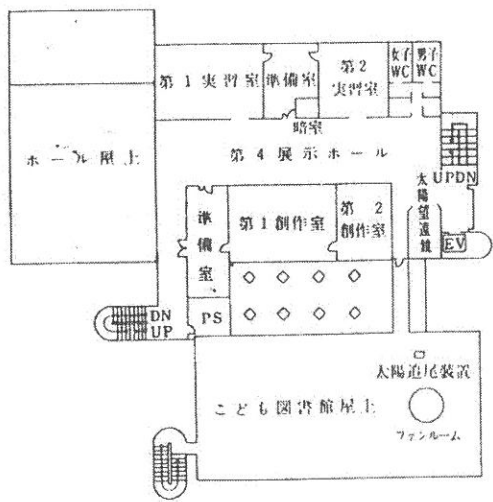 女子
WC
男子
WC
第1実習室
準備室
第2
実習室
暗室
ホール屋上
第4展示ホール
UPDN
太陽望遠鏡
準備室
第1創作室
第2
創作室
EV
DN
UP
PS
太陽追尾装置
こども図書館屋上
ファンルーム